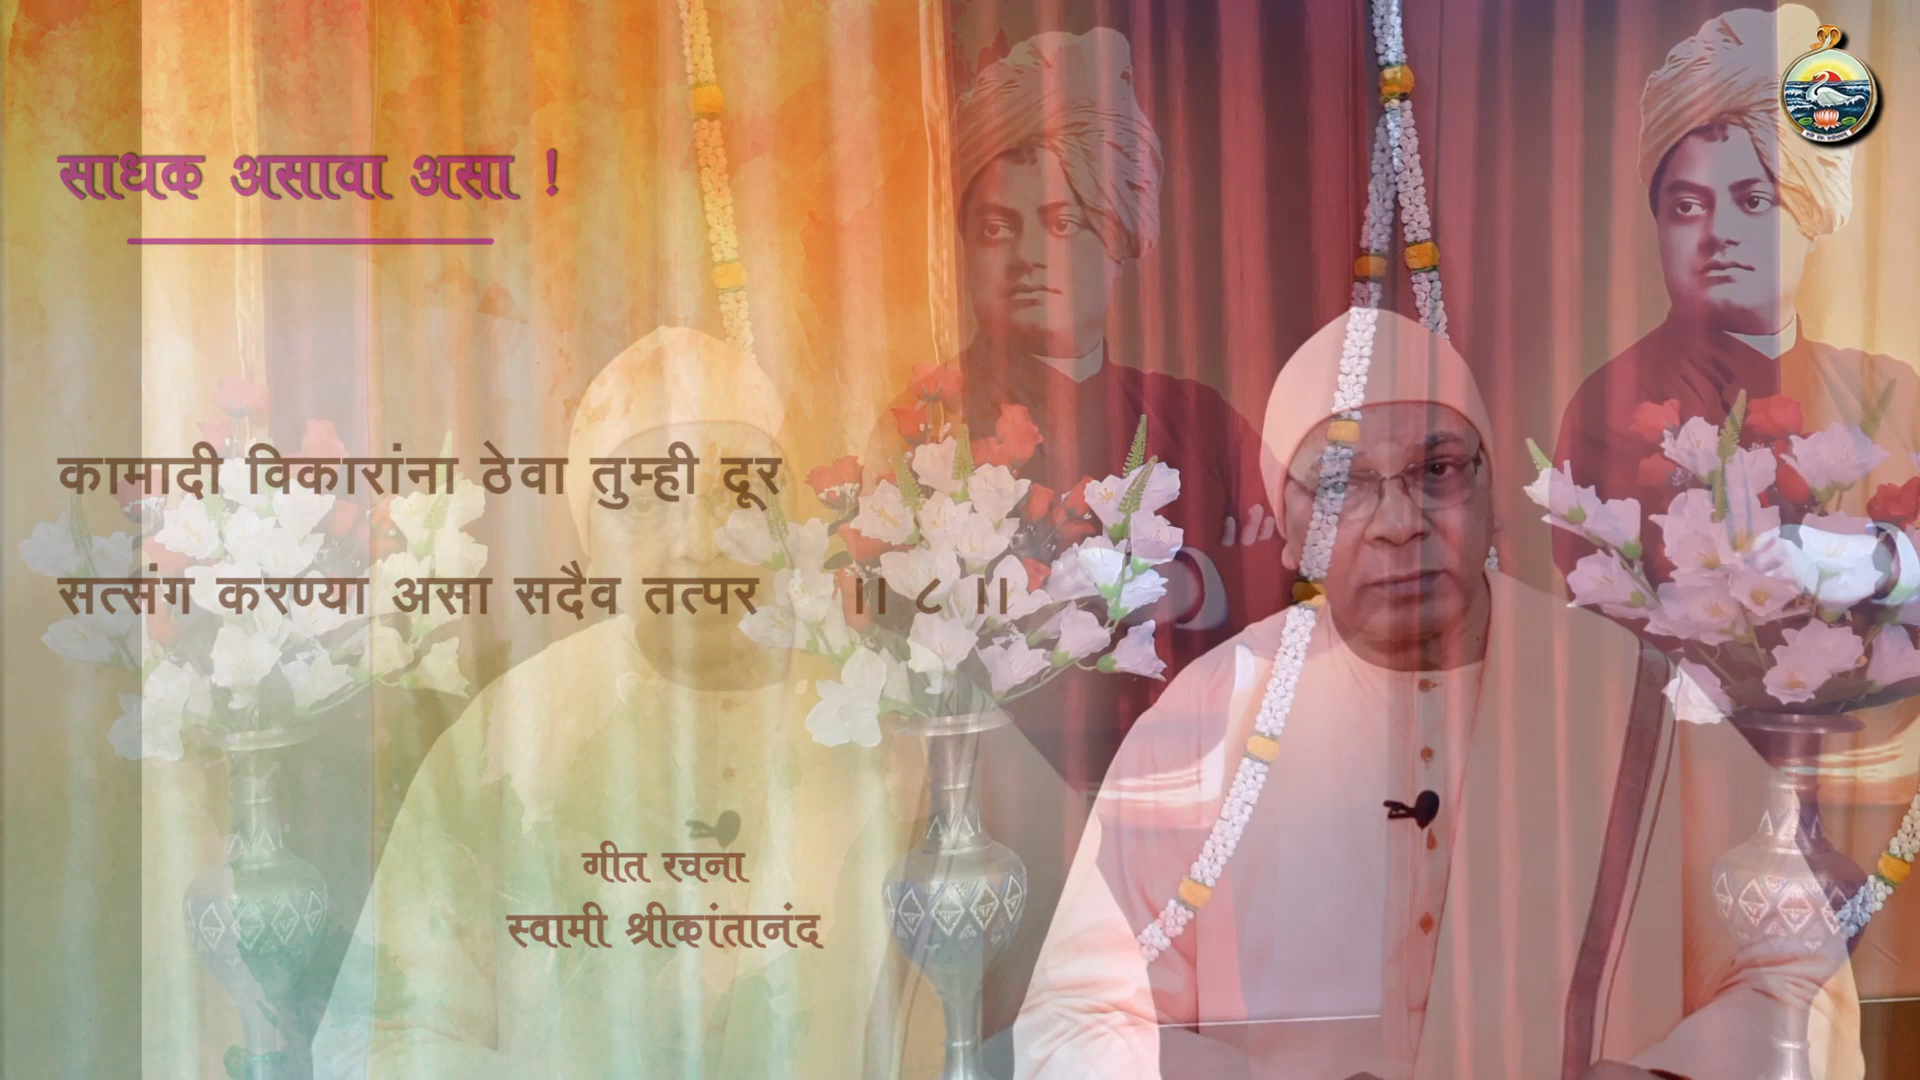 साधक असावा असा !
कामादी विकारांना ठेवा तुम्ही दूर
सत्संग करण्या असा सदैव तत्पर ।। ८ ।।
गीत रचना
स्वामी श्रीकांतानंद